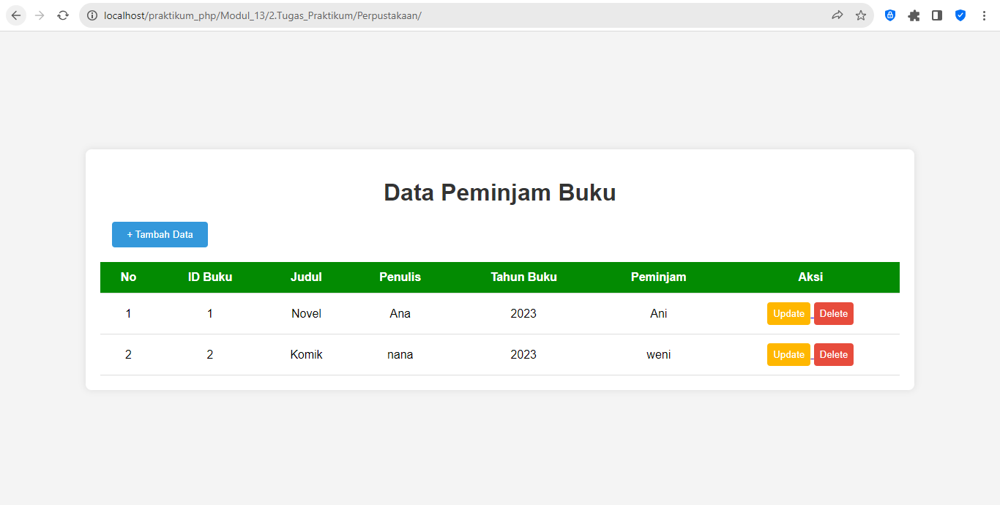 localhost/praktikum_php/Modul_13/2.Tugas_Praktikum/Perpustakaan/
Data Peminjam Buku
+ Tambah Data
No ID Buku Judul Penulis Tahun Buku Peminjam Aksi
1 1 Novel Ana 2023 Ani Update Delete
2 2 Komik nana 2023 weni Update Delete